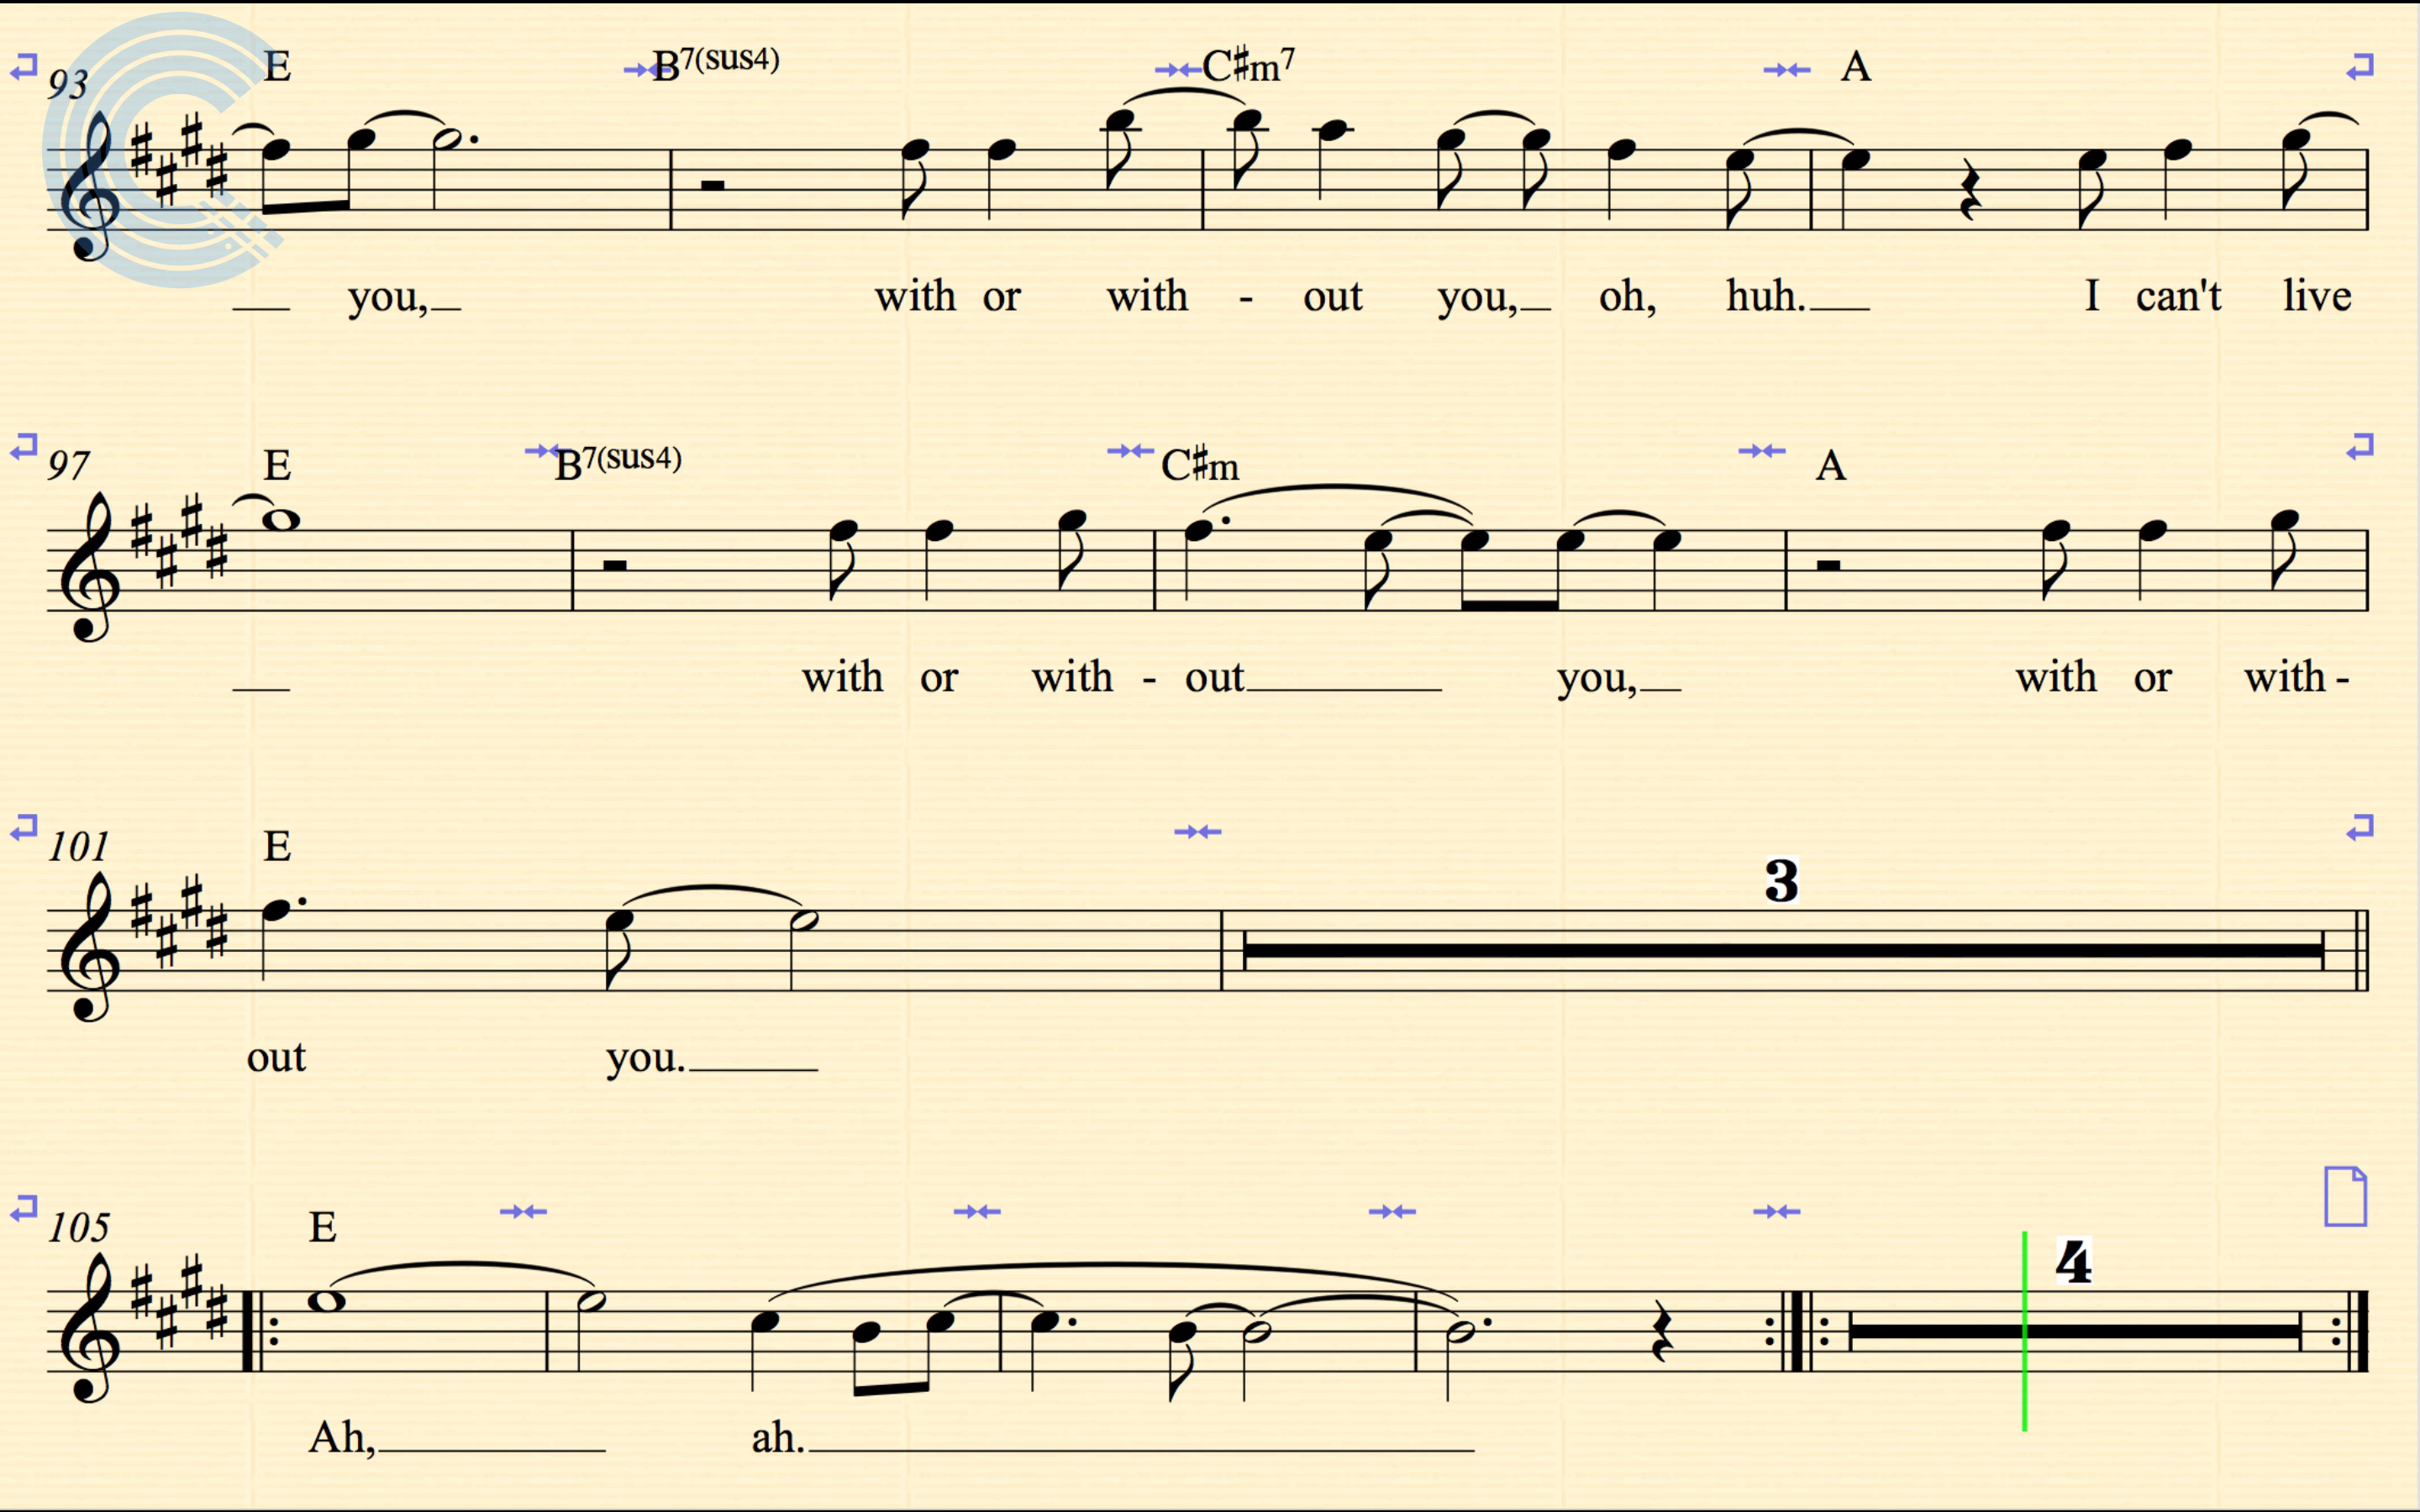 93 E B7(sus4) C♯m7 A
you, with or with - out you, oh, huh. I can't live
97 E B7(sus4) C♯m A
with or with - out you, with or with -
101 E 3
out you.
105 E 4
Ah, ah.